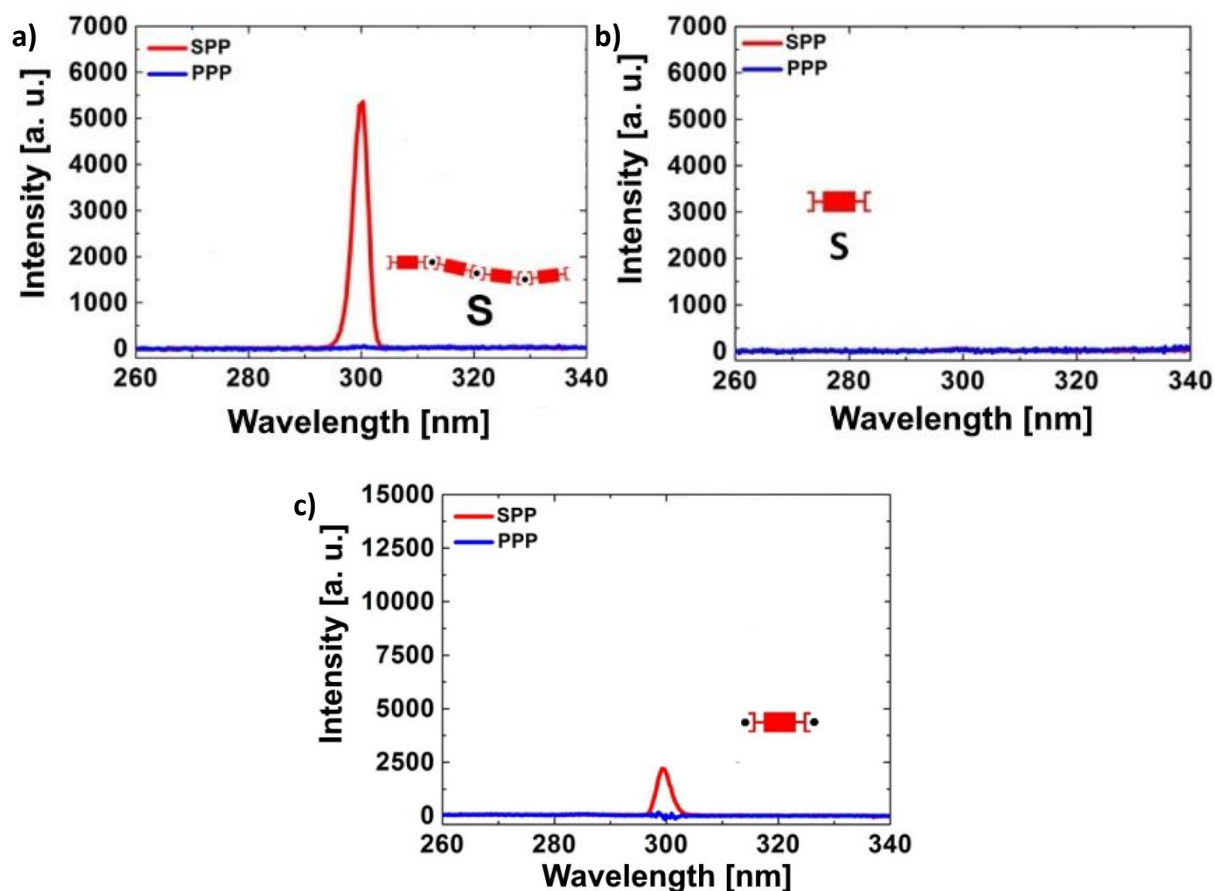 a)
7000
6000
5000
4000
3000
2000
1000
0
Intensity [a. u.]
SPP
PPP
S
260 280 300 320 340
Wavelength [nm]
b)
7000
6000
5000
4000
3000
2000
1000
0
Intensity [a. u.]
SPP
PPP
S
260 280 300 320 340
Wavelength [nm]
c)
15000
12500
10000
7500
5000
2500
0
Intensity [a. u.]
SPP
PPP
260 280 300 320 340
Wavelength [nm]